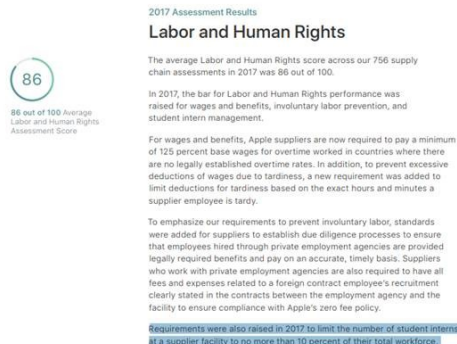 2017 Assessment Results
Labor and Human Rights
86
86 out of 100 Average
Labor and Human Rights
Assessment Score
The average Labor and Human Rights score across our 756 supply
chain assessments in 2017 was 86 out of 100.
In 2017, the bar for Labor and Human Rights performance was
raised for wages and benefits, involuntary labor prevention, and
student intern management.
For wages and benefits, Apple suppliers are now required to pay a minimum
of 125 percent base wages for overtime worked in countries where there
are no legally established overtime rates. In addition, to prevent excessive
deductions of wages due to tardiness, a new requirement was added to
limit deductions for tardiness based on the exact hours and minutes a
supplier employee is tardy.
To emphasize our requirements to prevent involuntary labor, standards
were added for suppliers to establish due diligence processes to ensure
that employees hired through private employment agencies are provided
legally required benefits and pay on an accurate, timely basis. Suppliers
who work with private employment agencies are also required to have all
fees and expenses related to a foreign contract employee's recruitment
clearly stated in the contracts between the employment agency and the
facility to ensure compliance with Apple's zero fee policy.
Requirements were also raised in 2017 to limit the number of student interns
at a supplier facility to no more than 10 percent of their total workforce.